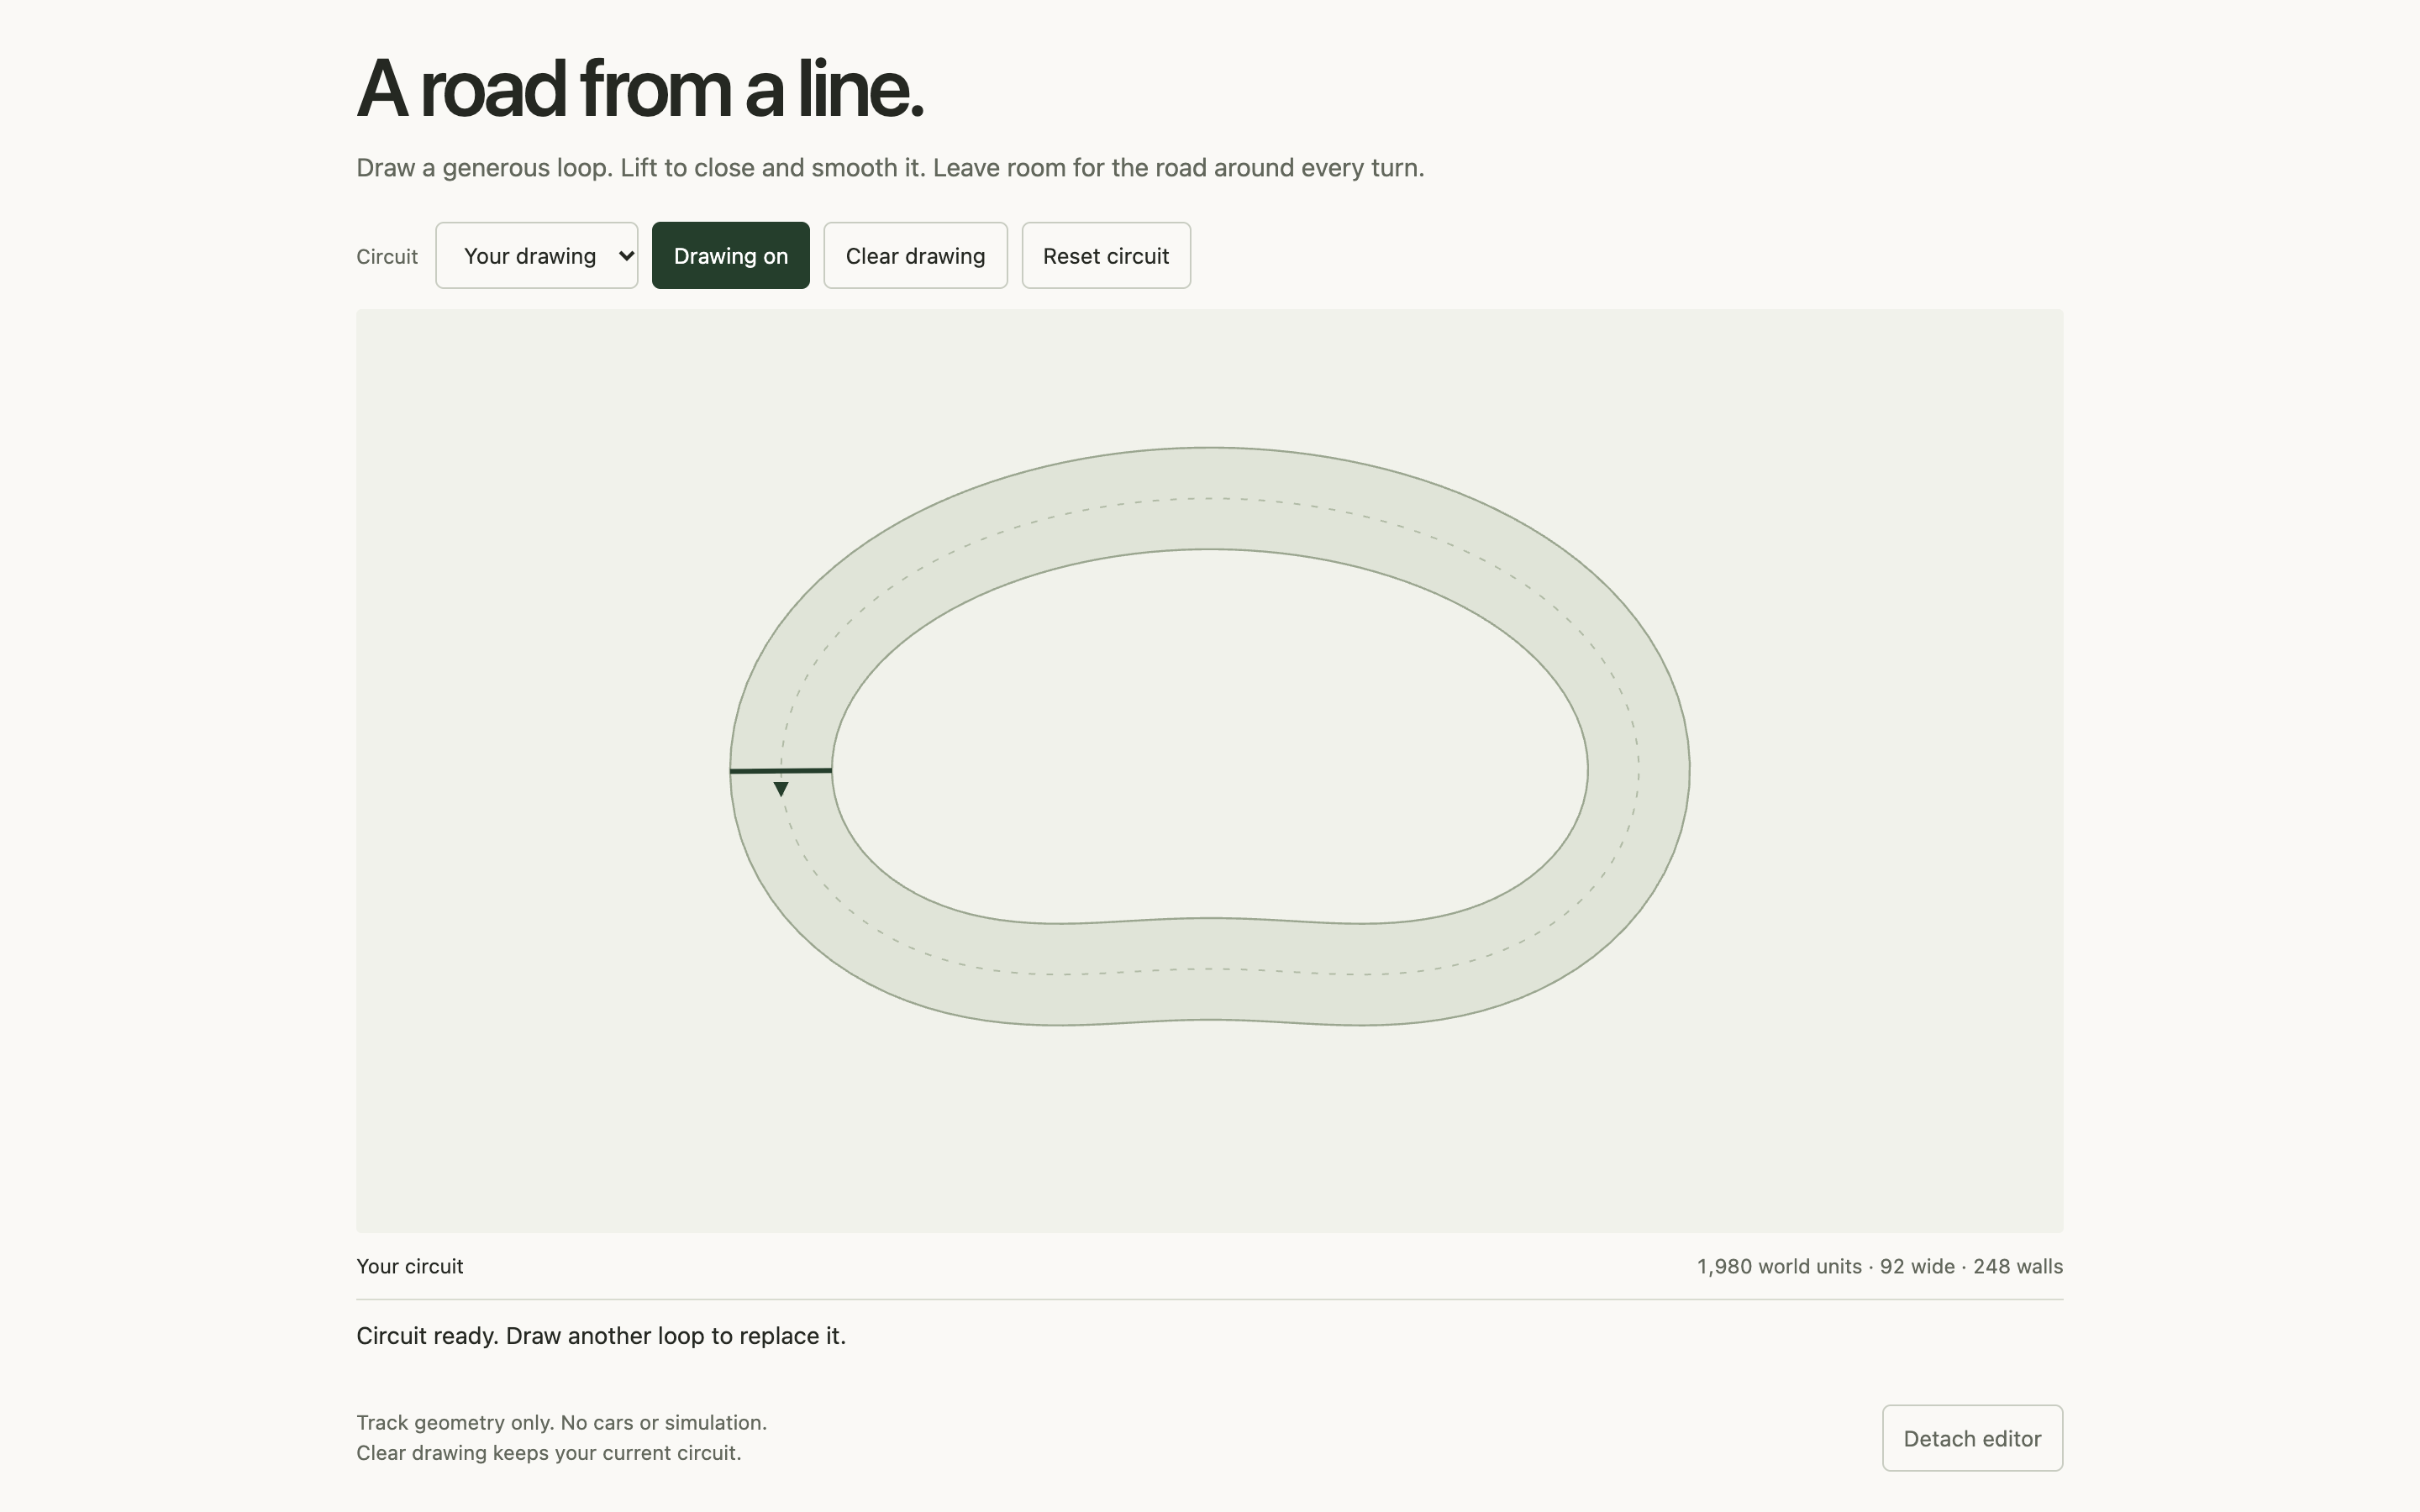 A road from a line.
Draw a generous loop. Lift to close and smooth it. Leave room for the road around every turn.
Circuit Your drawing Drawing on Clear drawing Reset circuit
Your circuit 1,980 world units · 92 wide · 248 walls
Circuit ready. Draw another loop to replace it.
Track geometry only. No cars or simulation.
Clear drawing keeps your current circuit.
Detach editor